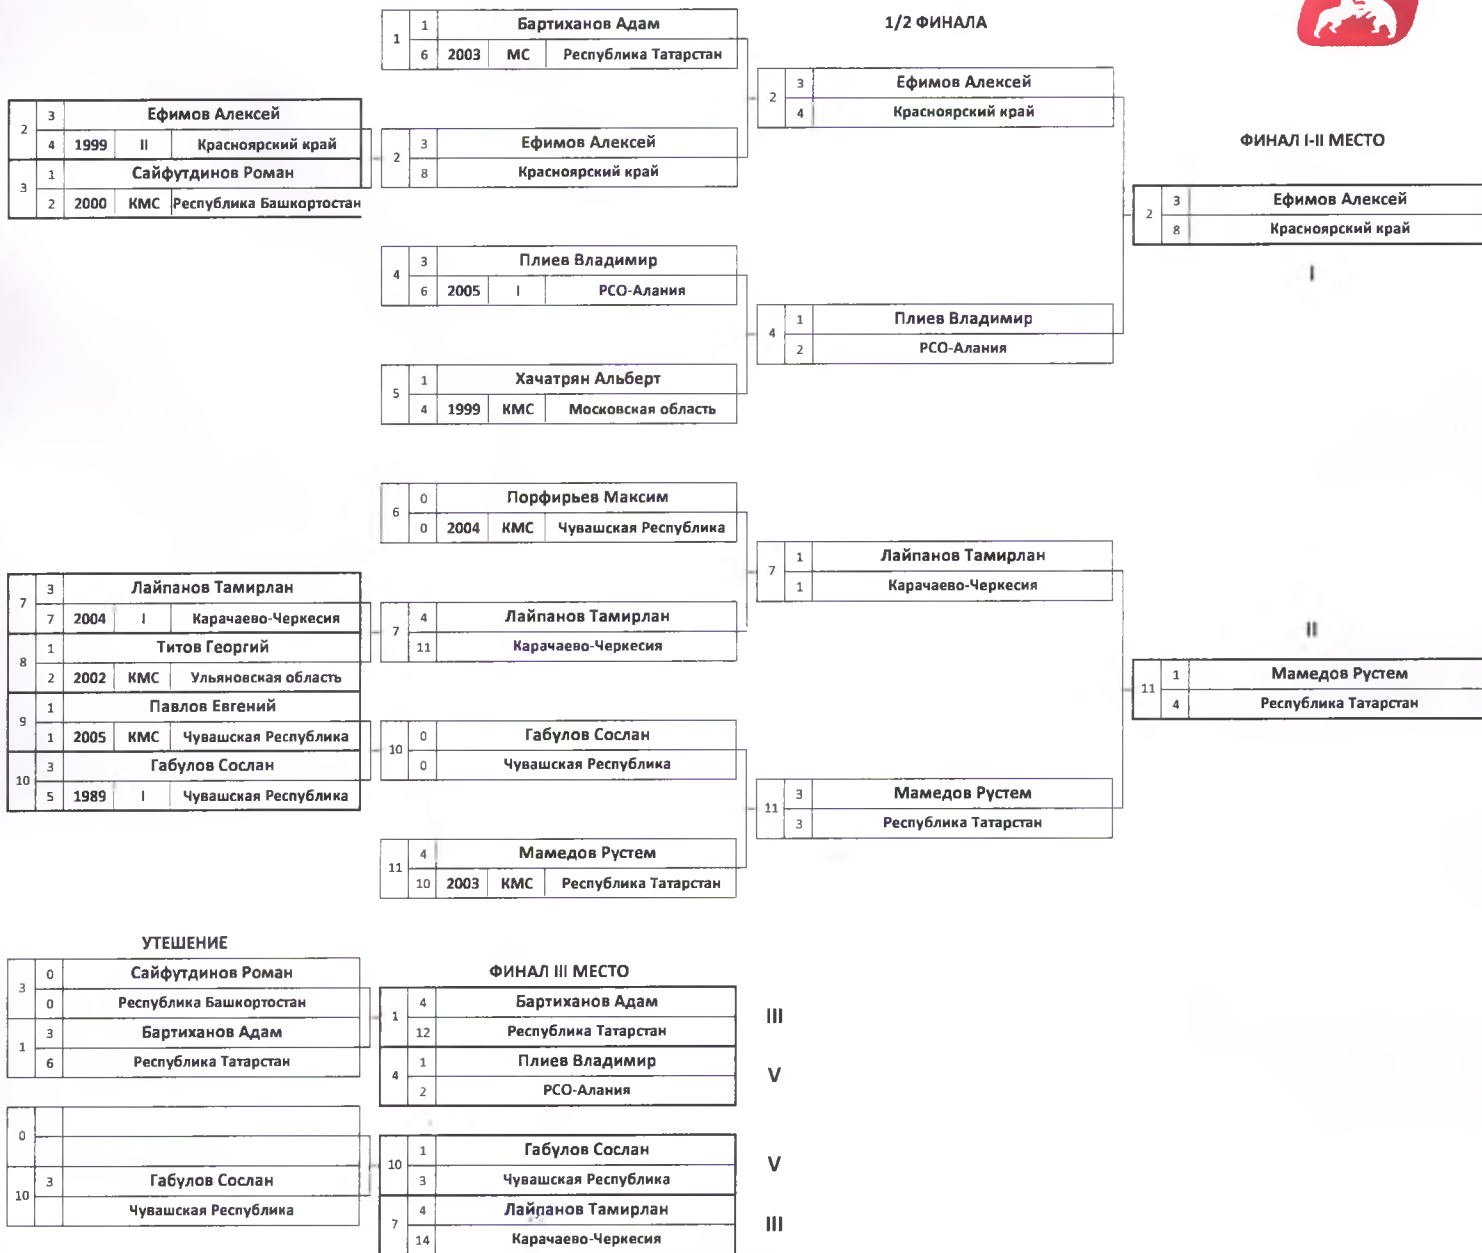 1/2 ФИНАЛА
1 1 Бартиханов Адам
6 2003 МС Республика Татарстан
2 3 Ефимов Алексей
4 Красноярский край
2 3 Ефимов Алексей
4 1999 II Красноярский край
3 1 Сайфутдинов Роман
2 2000 КМС Республика Башкортостан
2 3 Ефимов Алексей
8 Красноярский край
ФИНАЛ I-II МЕСТО
2 3 Ефимов Алексей
8 Красноярский край
I
4 3 Плиев Владимир
6 2005 I РСО-Алания
4 1 Плиев Владимир
2 РСО-Алания
5 1 Хачатрян Альберт
4 1999 КМС Московская область
6 0 Порфирьев Максим
0 2004 КМС Чувашская Республика
7 1 Лайпанов Тамирлан
1 Карачаево-Черкесия
7 3 Лайпанов Тамирлан
7 2004 I Карачаево-Черкесия
8 1 Титов Георгий
2 2002 КМС Ульяновская область
9 1 Павлов Евгений
1 2005 КМС Чувашская Республика
10 3 Габулов Сослан
5 1989 I Чувашская Республика
7 4 Лайпанов Тамирлан
11 Карачаево-Черкесия
II
11 1 Мамедов Рустем
4 Республика Татарстан
10 0 Габулов Сослан
0 Чувашская Республика
11 3 Мамедов Рустем
3 Республика Татарстан
11 4 Мамедов Рустем
10 2003 КМС Республика Татарстан
УТЕШЕНИЕ
3 0 Сайфутдинов Роман
0 Республика Башкортостан
1 3 Бартиханов Адам
6 Республика Татарстан
0
10 3 Габулов Сослан
Чувашская Республика
ФИНАЛ III МЕСТО
1 4 Бартиханов Адам
12 Республика Татарстан
III
4 1 Плиев Владимир
2 РСО-Алания
V
10 1 Габулов Сослан
3 Чувашская Республика
V
7 4 Лайпанов Тамирлан
14 Карачаево-Черкесия
III